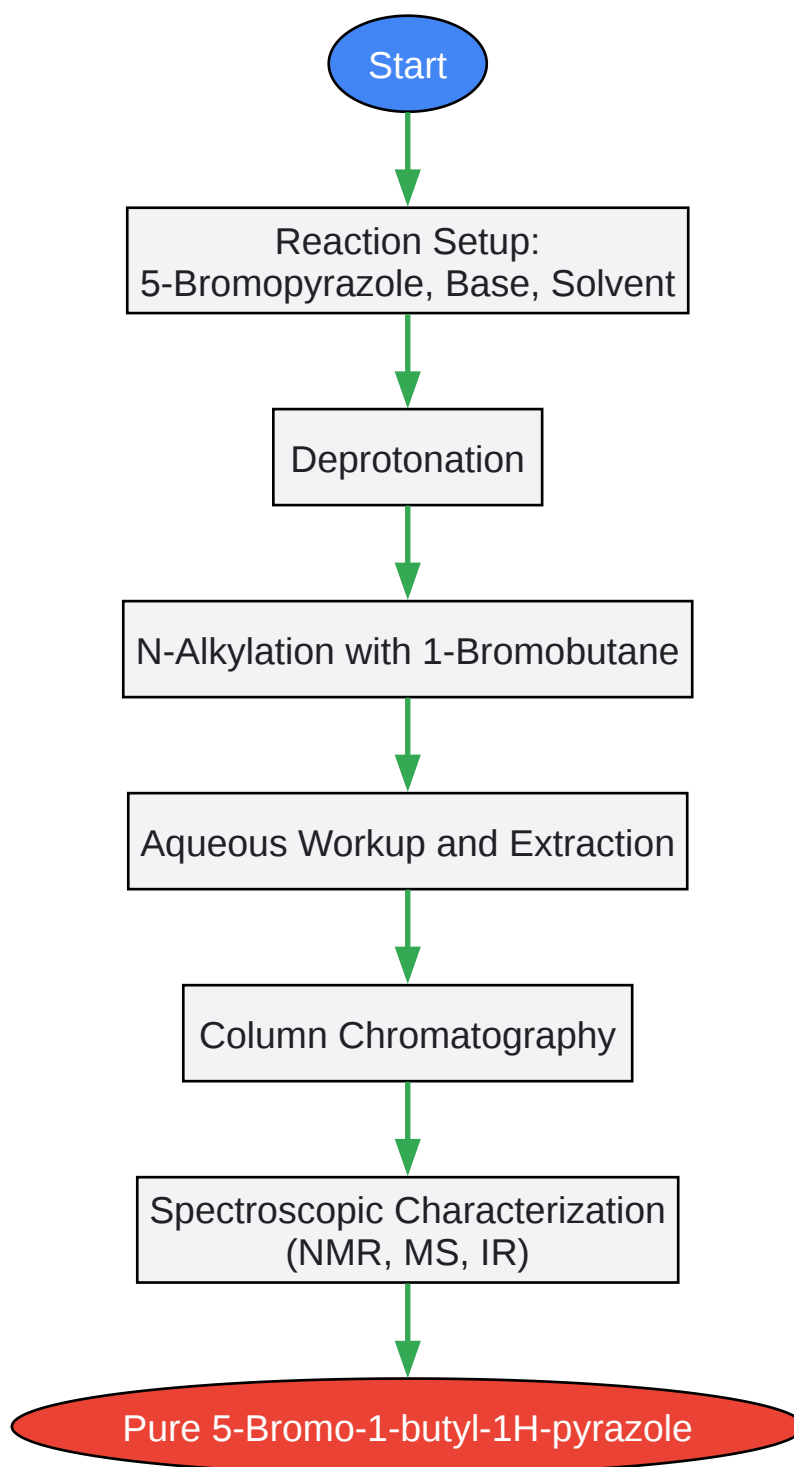 Start
Reaction Setup:
5-Bromopyrazole, Base, Solvent
Deprotonation
N-Alkylation with 1-Bromobutane
Aqueous Workup and Extraction
Column Chromatography
Spectroscopic Characterization
(NMR, MS, IR)
Pure 5-Bromo-1-butyl-1H-pyrazole